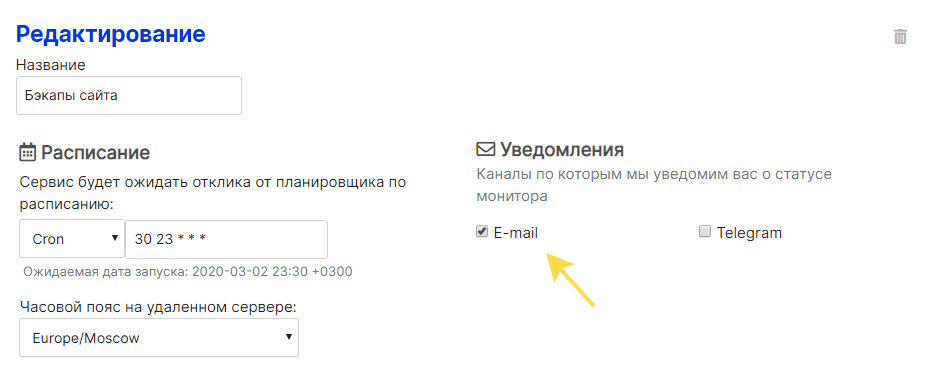 Редактирование
Название
Бэкапы сайта
Расписание
Сервис будет ожидать отклика от планировщика по
расписанию:
Cron
30 23 * * *
Ожидаемая дата запуска: 2020-03-02 23:30 +0300
Часовой пояс на удаленном сервере:
Europe/Moscow
Уведомления
Каналы по которым мы уведомим вас о статусе
монитора
E-mail
Telegram